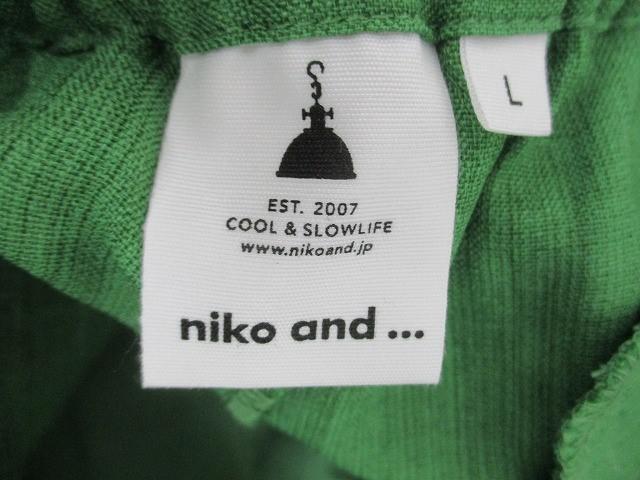 L
EST. 2007
COOL & SLOWLIFE
www.nikoand.jp
niko and ...